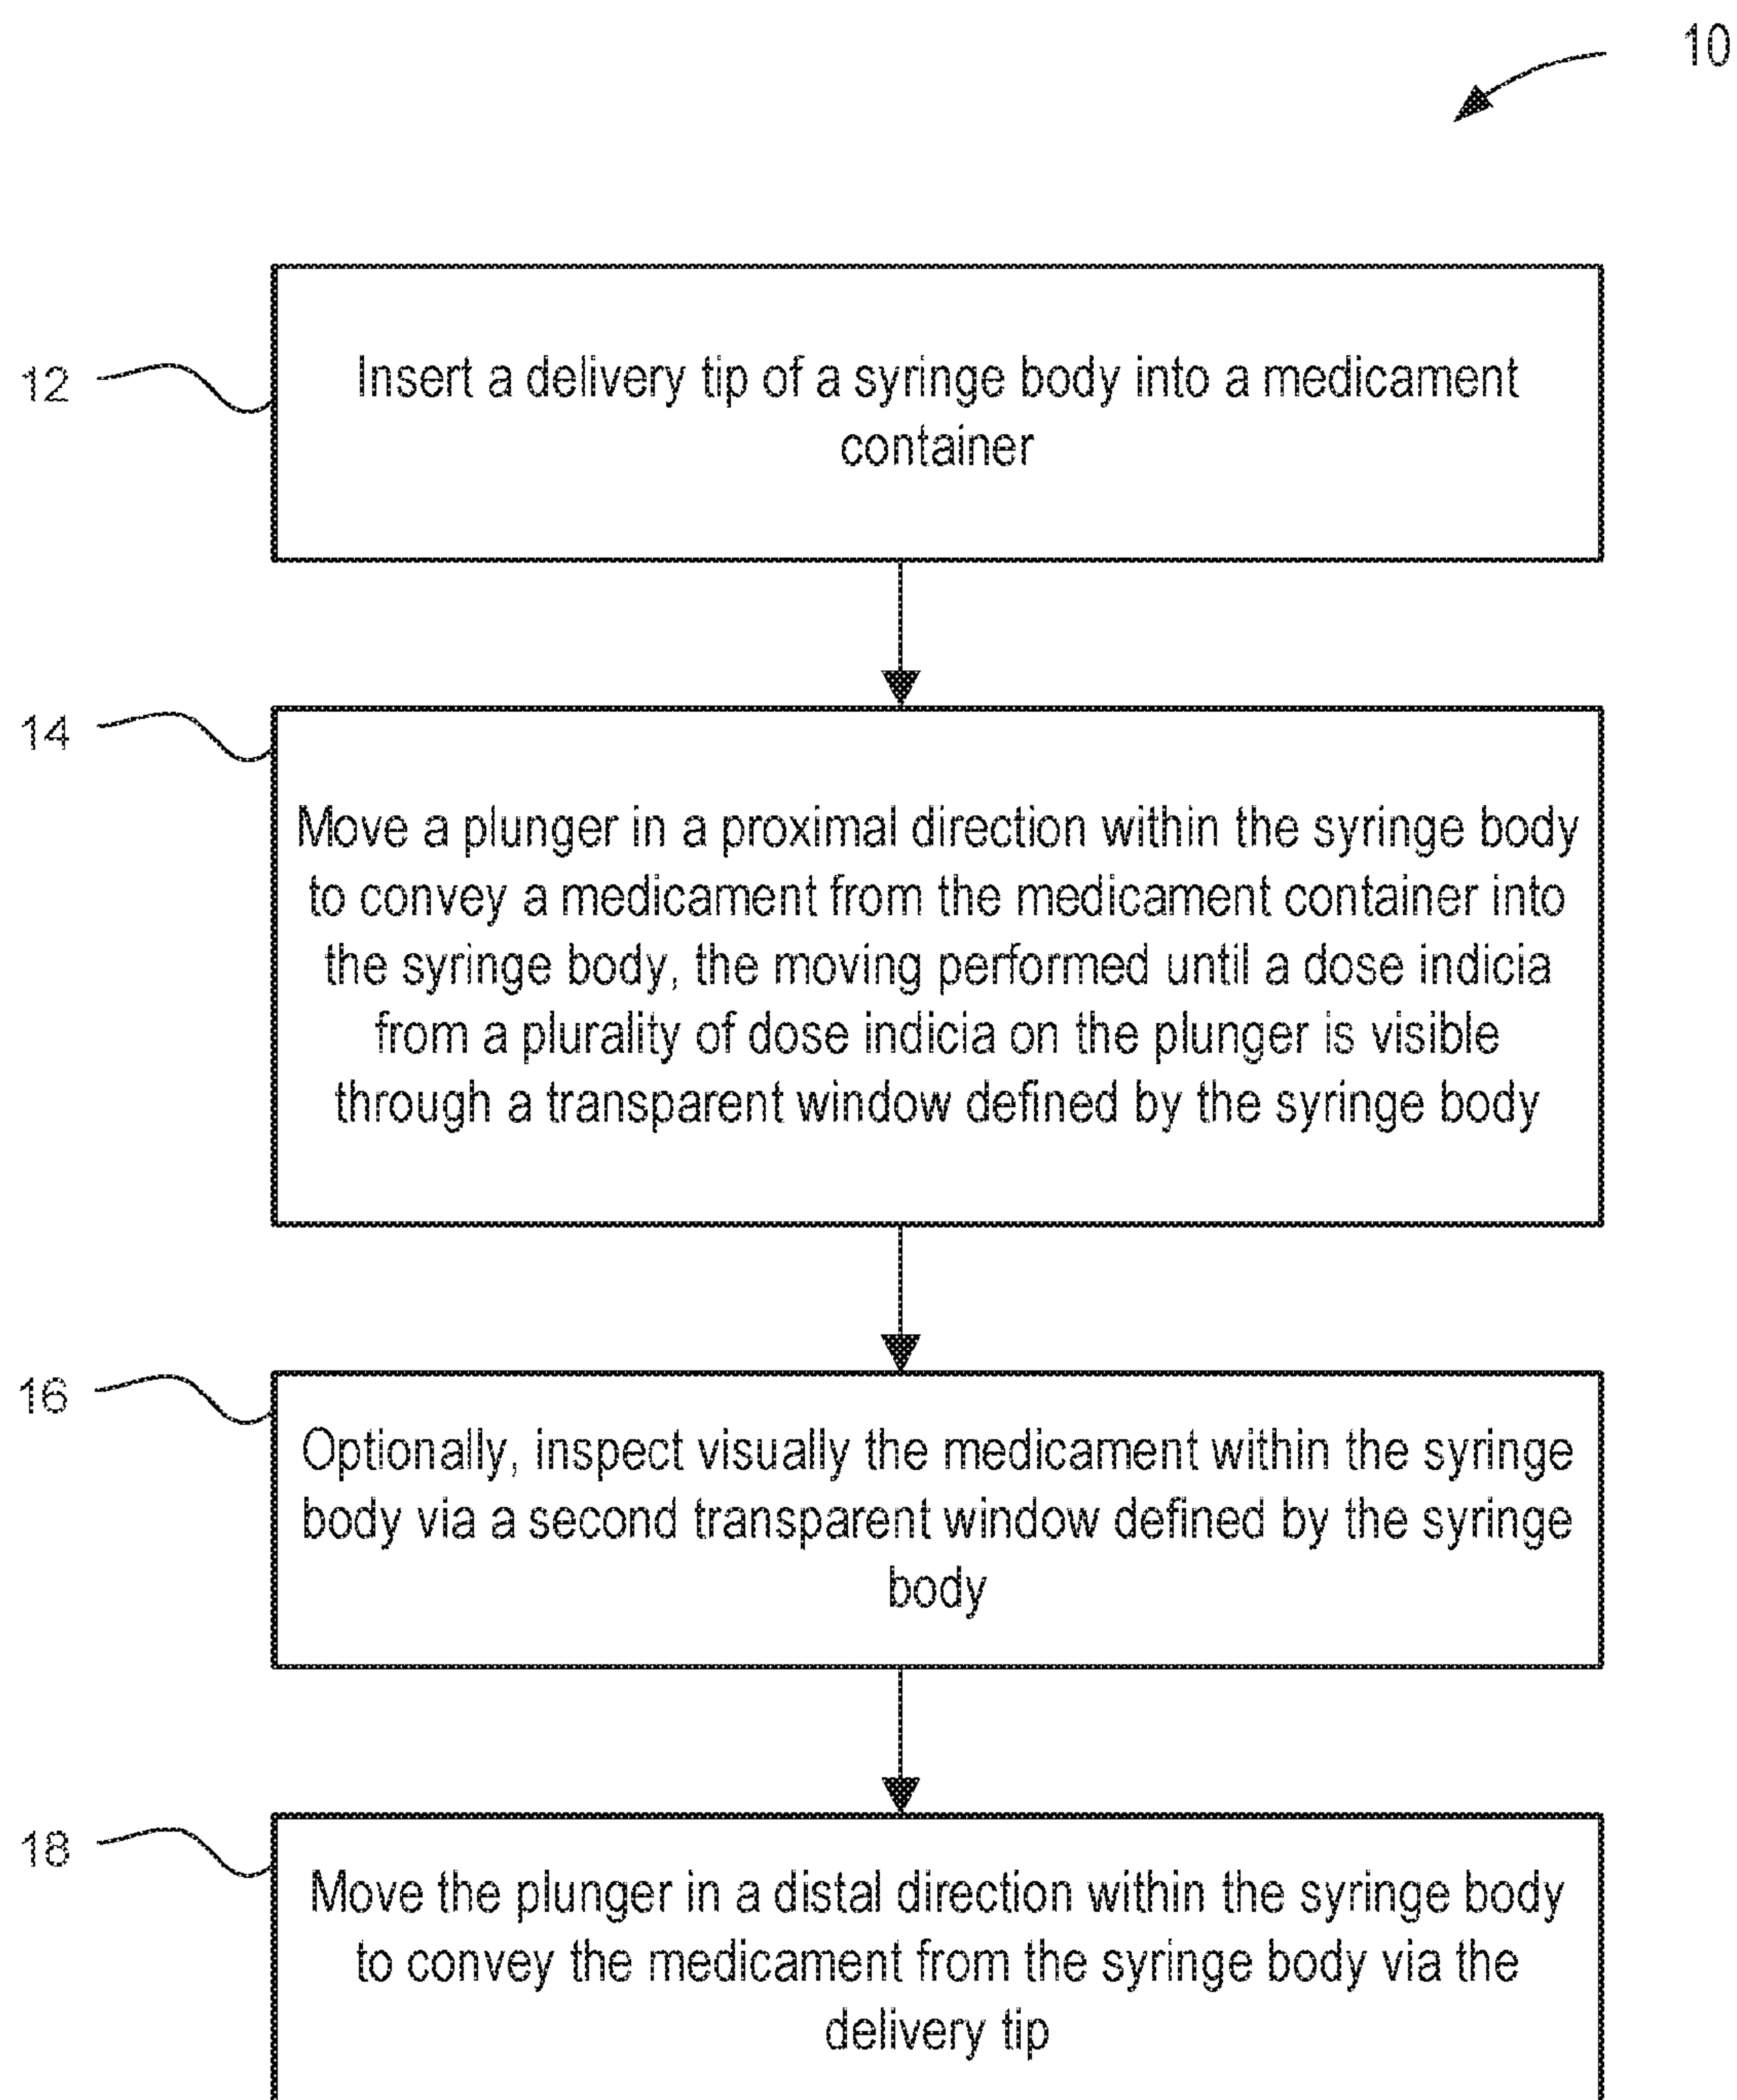 10
12
Insert a delivery tip of a syringe body into a medicament
container
14
Move a plunger in a proximal direction within the syringe body
to convey a medicament from the medicament container into
the syringe body, the moving performed until a dose indicia
from a plurality of dose indicia on the plunger is visible
through a transparent window defined by the syringe body
16
Optionally, inspect visually the medicament within the syringe
body via a second transparent window defined by the syringe
body
18
Move the plunger in a distal direction within the syringe body
to convey the medicament from the syringe body via the
delivery tip